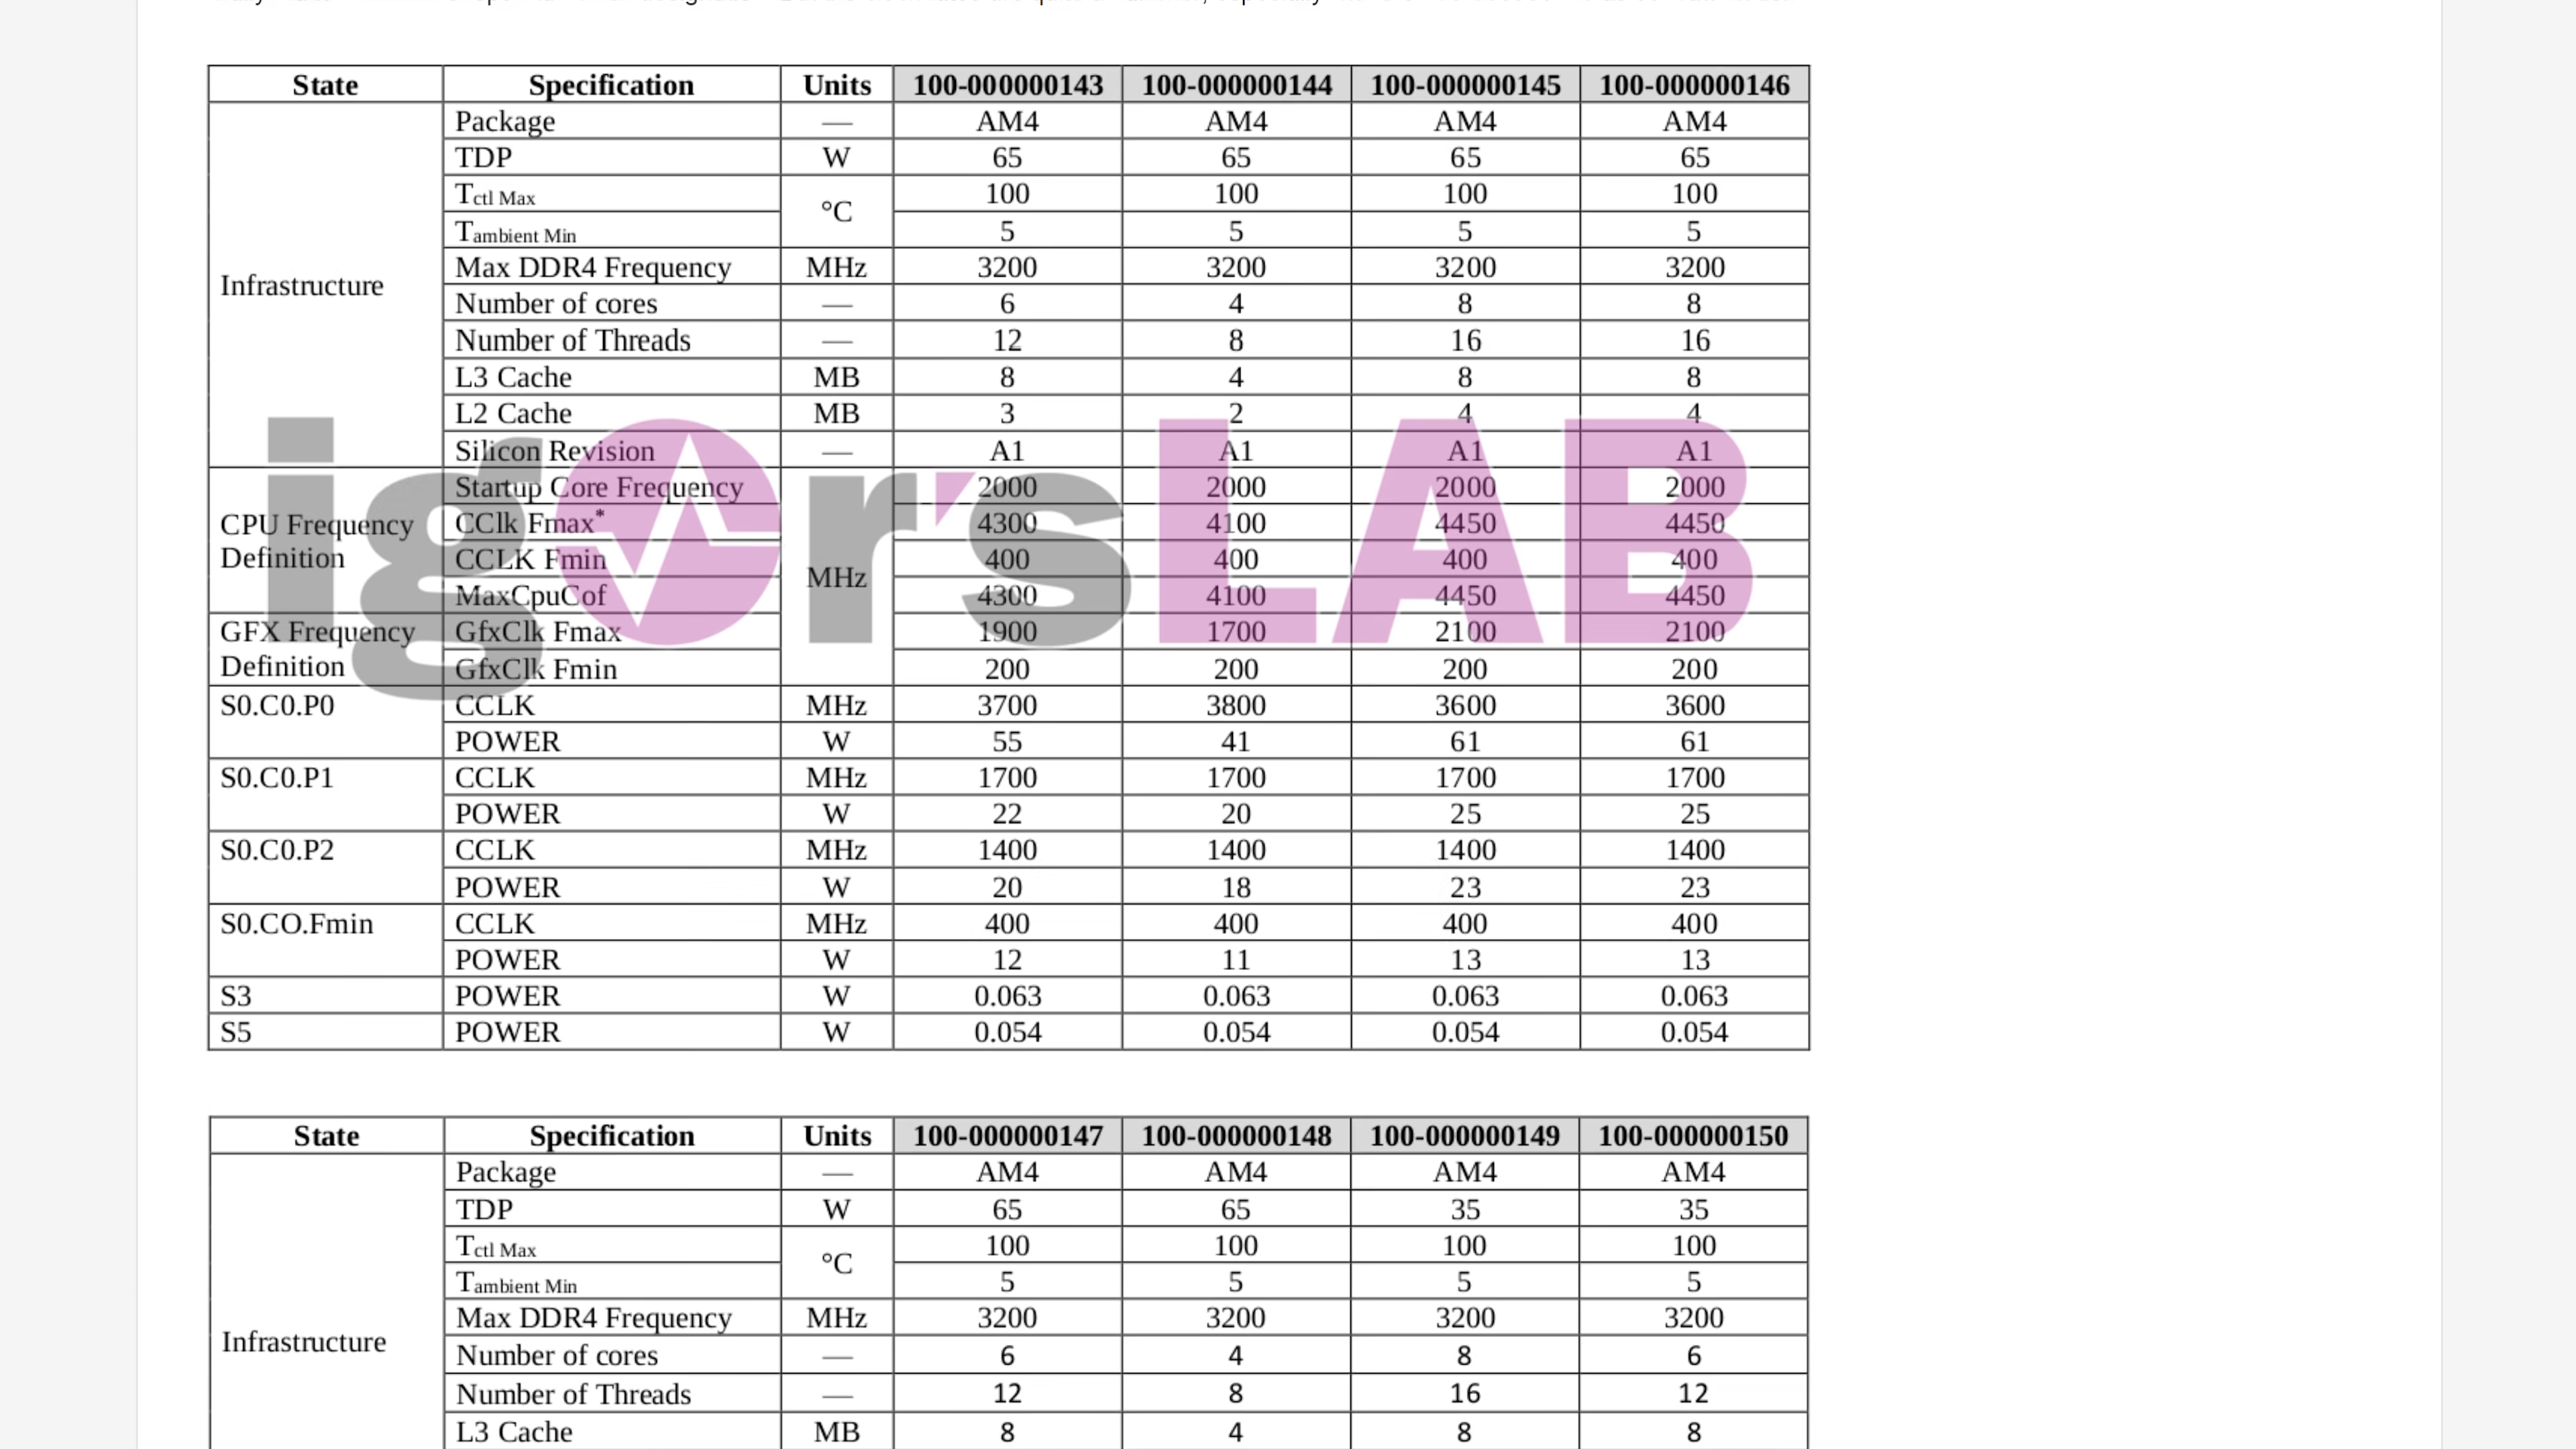 State Specification Units 100-000000143 100-000000144 100-000000145 100-000000146
Infrastructure Package — AM4 AM4 AM4 AM4
TDP W 65 65 65 65
Tctl Max °C 100 100 100 100
Tambient Min 5 5 5 5
Max DDR4 Frequency MHz 3200 3200 3200 3200
Number of cores — 6 4 8 8
Number of Threads — 12 8 16 16
L3 Cache MB 8 4 8 8
L2 Cache MB 3 2 4 4
Silicon Revision — A1 A1 A1 A1
CPU Frequency Definition Startup Core Frequency MHz 2000 2000 2000 2000
CClk Fmax* 4300 4100 4450 4450
CCLK Fmin 400 400 400 400
MaxCpuCof 4300 4100 4450 4450
GFX Frequency Definition GfxClk Fmax 1900 1700 2100 2100
GfxClk Fmin 200 200 200 200
S0.C0.P0 CCLK MHz 3700 3800 3600 3600
POWER W 55 41 61 61
S0.C0.P1 CCLK MHz 1700 1700 1700 1700
POWER W 22 20 25 25
S0.C0.P2 CCLK MHz 1400 1400 1400 1400
POWER W 20 18 23 23
S0.CO.Fmin CCLK MHz 400 400 400 400
POWER W 12 11 13 13
S3 POWER W 0.063 0.063 0.063 0.063
S5 POWER W 0.054 0.054 0.054 0.054
igor'sLAB
State Specification Units 100-000000147 100-000000148 100-000000149 100-000000150
Infrastructure Package — AM4 AM4 AM4 AM4
TDP W 65 65 35 35
Tctl Max °C 100 100 100 100
Tambient Min 5 5 5 5
Max DDR4 Frequency MHz 3200 3200 3200 3200
Number of cores — 6 4 8 6
Number of Threads — 12 8 16 12
L3 Cache MB 8 4 8 8